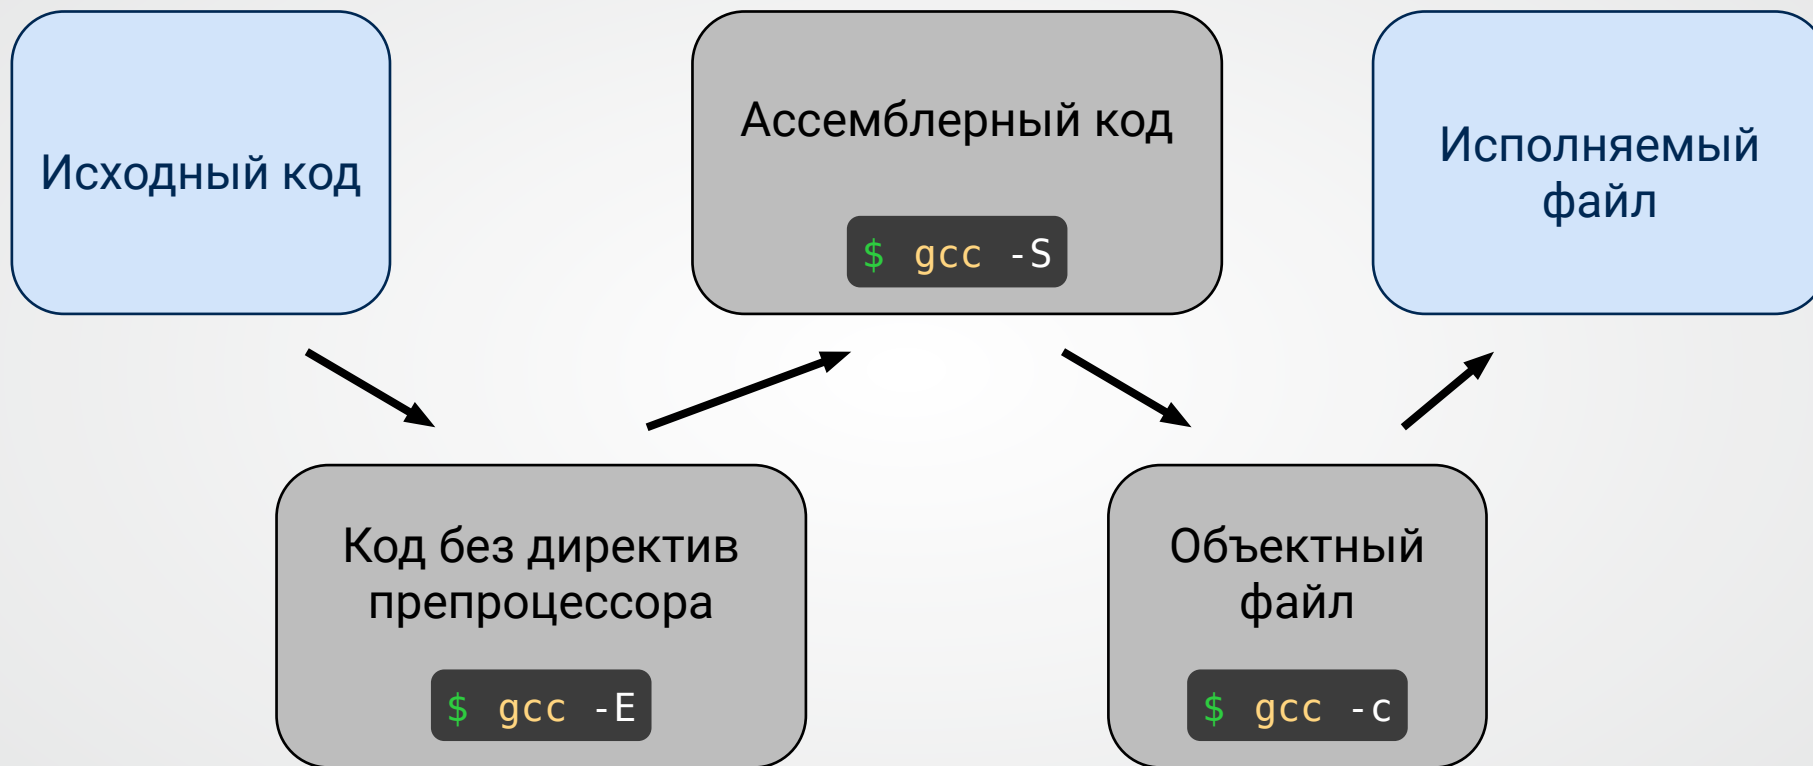 Исходный код
Код без директив
препроцессора
$ gcc -E
Ассемблерный код
$ gcc -S
Объектный
файл
$ gcc -c
Исполняемый
файл